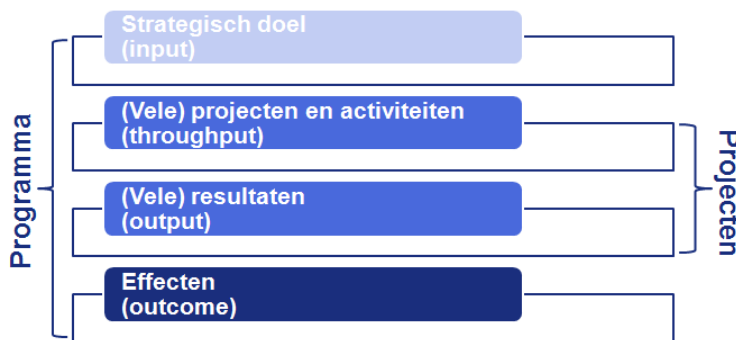 Programma
Strategisch doel
(input)
(Vele) projecten en activiteiten
(throughput)
(Vele) resultaten
(output)
Effecten
(outcome)
Projecten